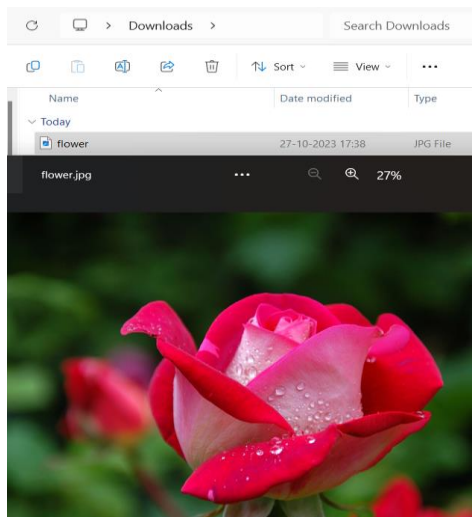 Downloads Search Downloads
Sort View
Name Date modified Type
Today
flower 27-10-2023 17:38 JPG File
flower.jpg 27%